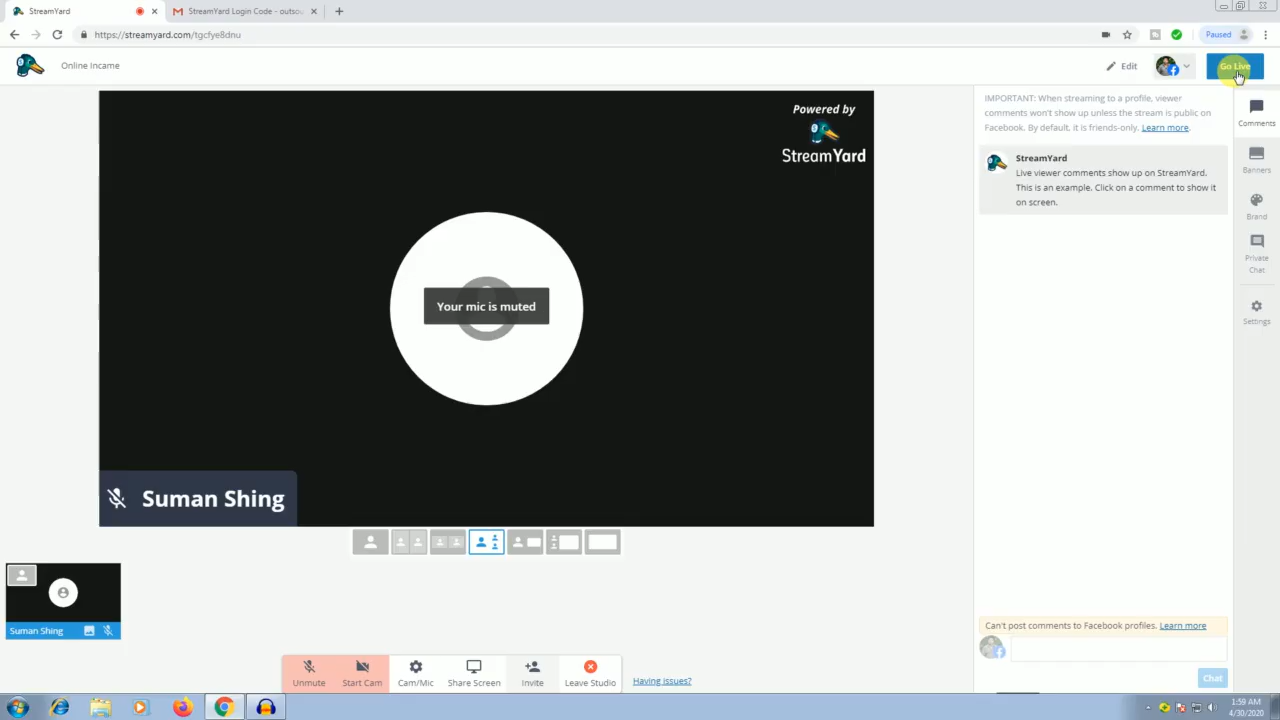 StreamYard
StreamYard Login Code - outsou
https://streamyard.com/tgcfye8dnu
Paused
Online Incame
Edit
Go Live
Powered by
StreamYard
Your mic is muted
Suman Shing
IMPORTANT: When streaming to a profile, viewer
comments won't show up unless the stream is public on
Facebook. By default, it is friends-only. Learn more.
StreamYard
Live viewer comments show up on StreamYard.
This is an example. Click on a comment to show it
on screen.
Comments
Banners
Brand
Private
Chat
Settings
Suman Shing
Can't post comments to Facebook profiles. Learn more
Chat
Unmute
Start Cam
Cam/Mic
Share Screen
Invite
Leave Studio
Having issues?
1:59 AM
4/30/2020